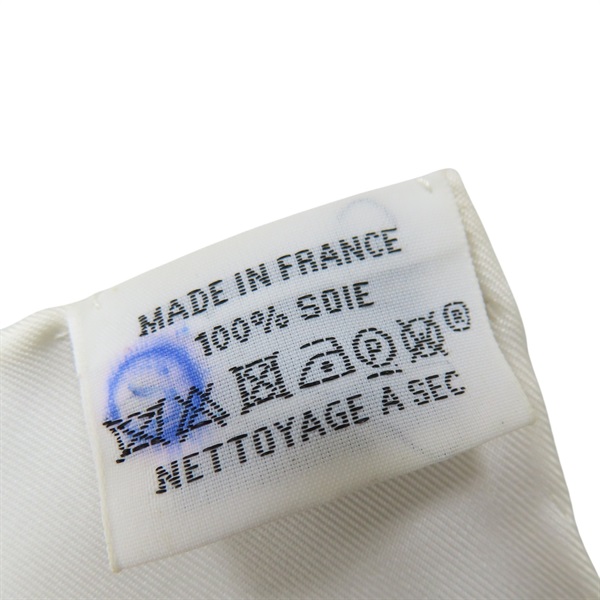 MADE IN FRANCE
100% SOIE
P ®
NETTOYAGE A SEC